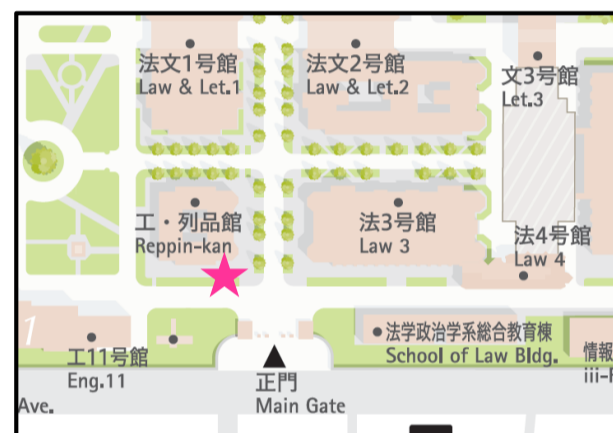 法文1号館
Law & Let.1
法文2号館
Law & Let.2
文3号館
Let.3
工・列品館
Reppin-kan
法3号館
Law 3
法4号館
Law 4
1
工11号館
Eng.11
法学政治学系総合教育棟
School of Law Bldg.
情報
iii-
正門
Main Gate
Ave.